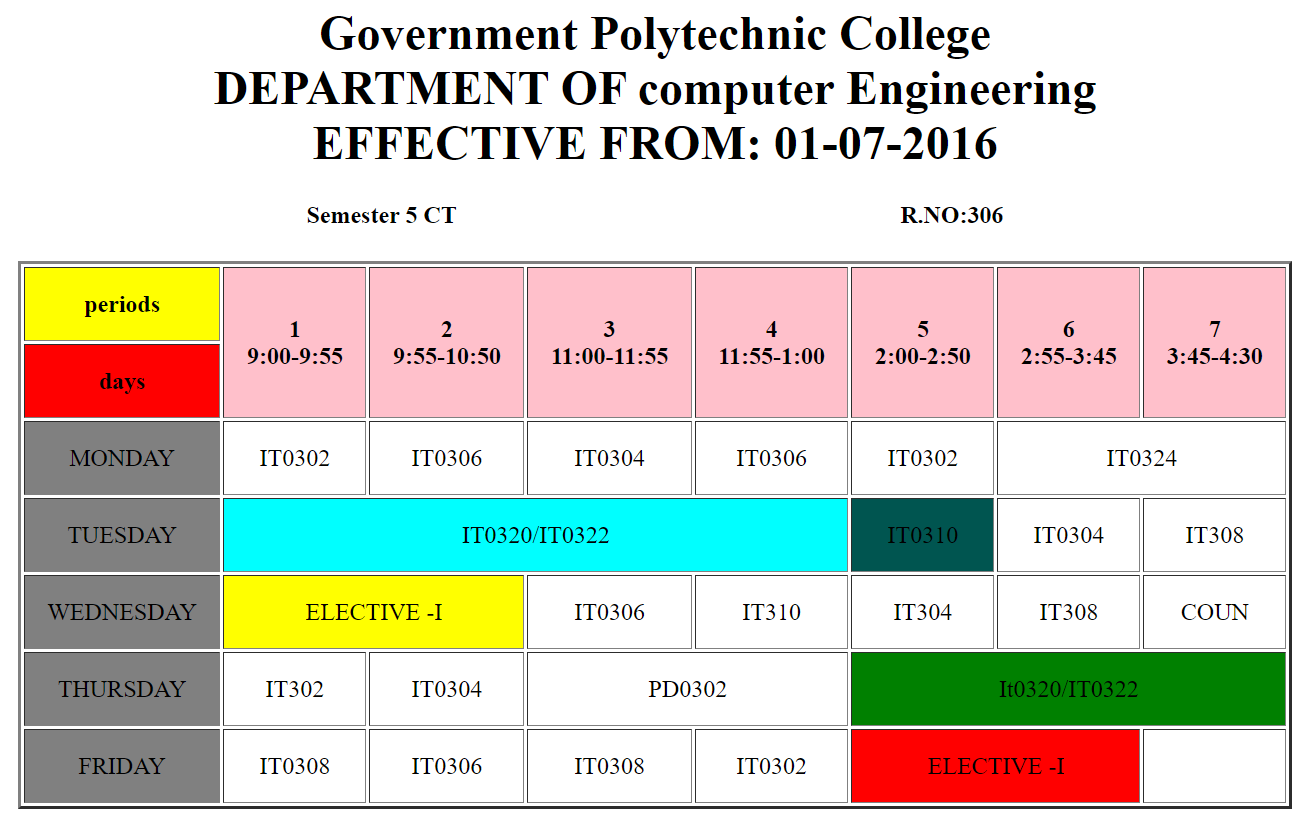 Government Polytechnic College
DEPARTMENT OF computer Engineering
EFFECTIVE FROM: 01-07-2016
Semester 5 CT R.NO:306
periods
days
1 2 3 4 5 6 7
9:00-9:55 9:55-10:50 11:00-11:55 11:55-1:00 2:00-2:50 2:55-3:45 3:45-4:30
MONDAY IT0302 IT0306 IT0304 IT0306 IT0302 IT0324
TUESDAY IT0320/IT0322 IT0310 IT0304 IT308
WEDNESDAY ELECTIVE -I IT0306 IT310 IT304 IT308 COUN
THURSDAY IT302 IT0304 PD0302 It0320/IT0322
FRIDAY IT0308 IT0306 IT0308 IT0302 ELECTIVE -I